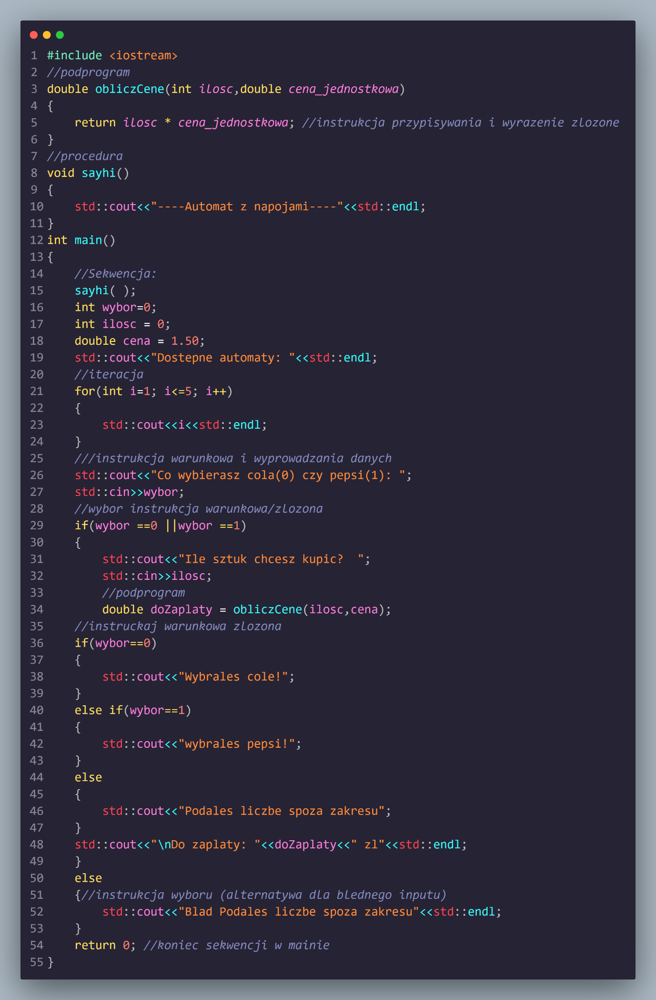 1 #include <iostream>
2 //podprogram
3 double obliczCene(int ilosc,double cena_jednostkowa)
4 {
5     return ilosc * cena_jednostkowa; //instrukcja przypisywania i wyrazenie zlozone
6 }
7 //procedura
8 void sayhi()
9 {
10     std::cout<<"----Automat z napojami----"<<std::endl;
11 }
12 int main()
13 {
14     //Sekwencja:
15     sayhi( );
16     int wybor=0;
17     int ilosc = 0;
18     double cena = 1.50;
19     std::cout<<"Dostepne automaty: "<<std::endl;
20     //iteracja
21     for(int i=1; i<=5; i++)
22     {
23         std::cout<<i<<std::endl;
24     }
25     ///instrukcja warunkowa i wyprowadzania danych
26     std::cout<<"Co wybierasz cola(0) czy pepsi(1): ";
27     std::cin>>wybor;
28     //wybor instrukcja warunkowa/zlozona
29     if(wybor ==0 ||wybor ==1)
30     {
31         std::cout<<"Ile sztuk chcesz kupic?  ";
32         std::cin>>ilosc;
33         //podprogram
34         double doZaplaty = obliczCene(ilosc,cena);
35     //instruckaj warunkowa zlozona
36     if(wybor==0)
37     {
38         std::cout<<"Wybrales cole!";
39     }
40     else if(wybor==1)
41     {
42         std::cout<<"wybrales pepsi!";
43     }
44     else
45     {
46         std::cout<<"Podales liczbe spoza zakresu";
47     }
48     std::cout<<"\nDo zaplaty: "<<doZaplaty<<" zl"<<std::endl;
49     }
50     else
51     {//instrukcja wyboru (alternatywa dla blednego inputu)
52         std::cout<<"Blad Podales liczbe spoza zakresu"<<std::endl;
53     }
54     return 0; //koniec sekwencji w mainie
55 }